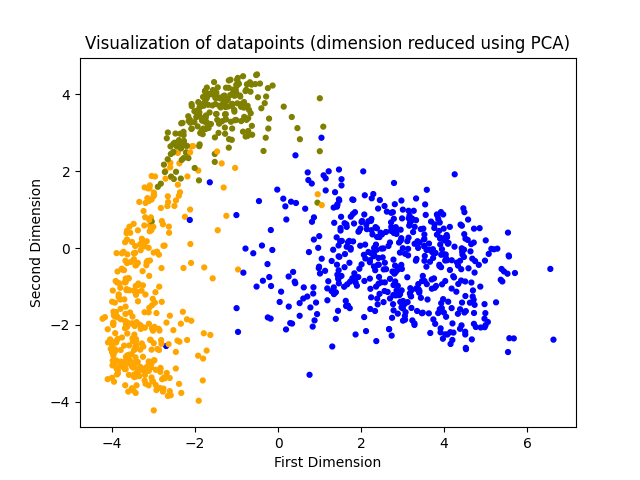 Visualization of datapoints (dimension reduced using PCA)
4
2
0
−2
−4
Second Dimension
−4 −2 0 2 4 6
First Dimension